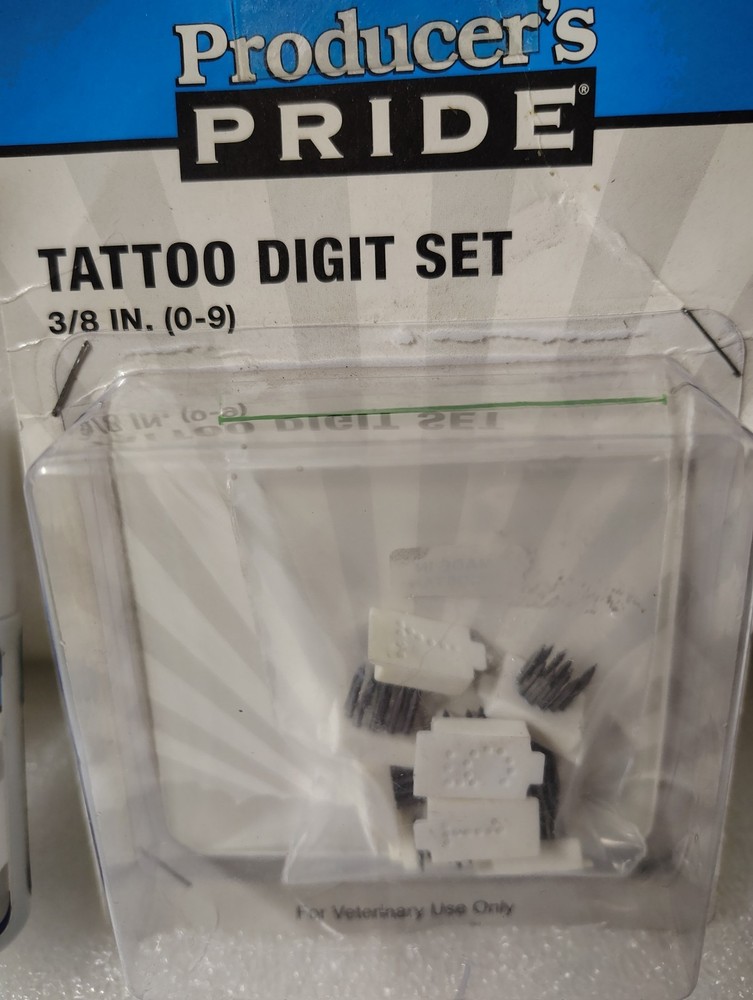 Producer's
PRIDE®
TATTOO DIGIT SET
3/8 IN. (0-9)
For Veterinary Use Only